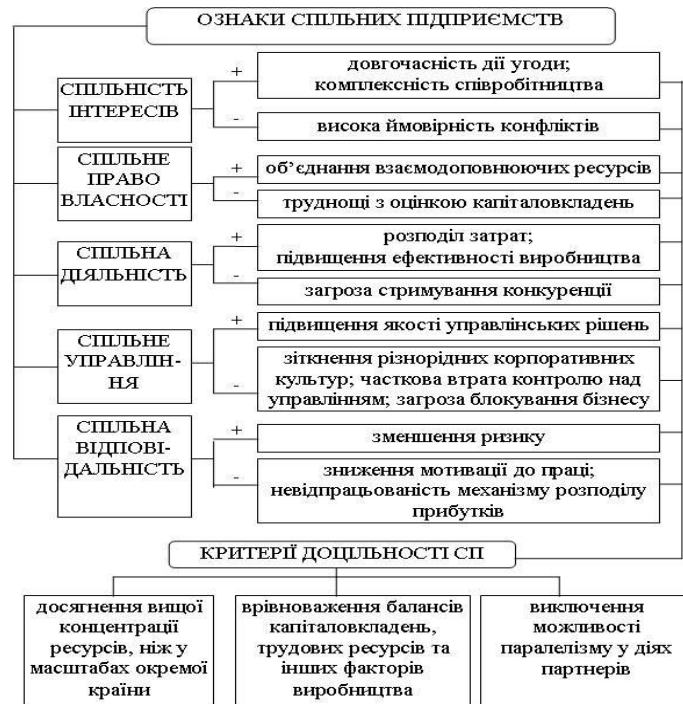 ОЗНАКИ СПІЛЬНИХ ПІДПРИЄМСТВ
СПІЛЬНІСТЬ
ІНТЕРЕСІВ
+
довгочасність дії угоди;
комплексність співробітництва
-
висока ймовірність конфліктів
СПІЛЬНЕ
ПРАВО
ВЛАСНОСТІ
+
об’єднання взаємодоповнюючих ресурсів
-
труднощі з оцінкою капіталовкладень
СПІЛЬНА
ДІЯЛЬНІСТЬ
+
розподіл затрат;
підвищення ефективності виробництва
-
загроза стримування конкуренції
СПІЛЬНЕ
УПРАВЛІН-
НЯ
+
підвищення якості управлінських рішень
-
зіткнення різнорідних корпоративних
культур; часткова втрата контролю над
управлінням; загроза блокування бізнесу
СПІЛЬНА
ВІДПОВІ-
ДАЛЬНІСТЬ
+
зменшення ризику
-
зниження мотивації до праці;
невідпрацьованість механізму розподілу
прибутків
КРИТЕРІЇ ДОЦІЛЬНОСТІ СП
досягнення вищої
концентрації
ресурсів, ніж у
масштабах окремої
країни
врівноваження балансів
капіталовкладень,
трудових ресурсів та
інших факторів
виробництва
виключення
можливості
паралелізму у діях
партнерів